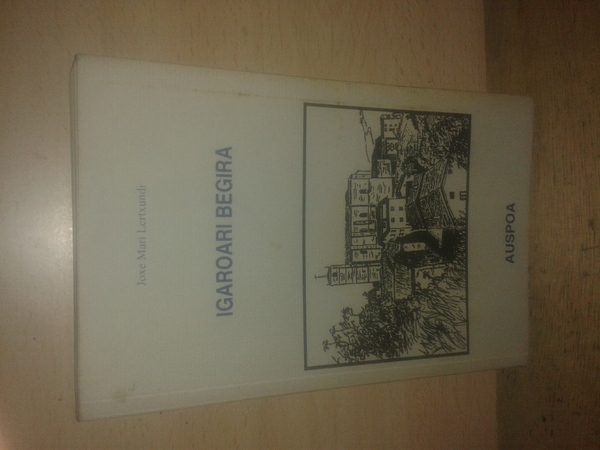 Joxe Mari Lertxundi
IGAROARI BEGIRA
AUSPOA